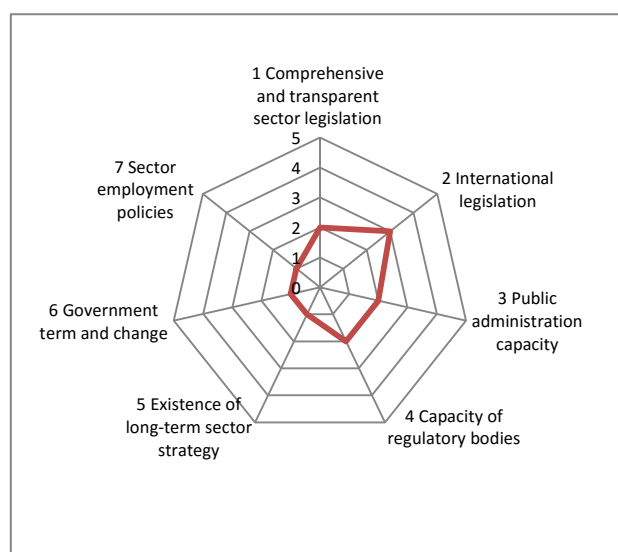 1 Comprehensive
and transparent
sector legislation
2 International
legislation
3 Public
administration
capacity
4 Capacity of
regulatory bodies
5 Existence of
long-term sector
strategy
6 Government
term and change
7 Sector
employment
policies
5
4
3
2
1
0